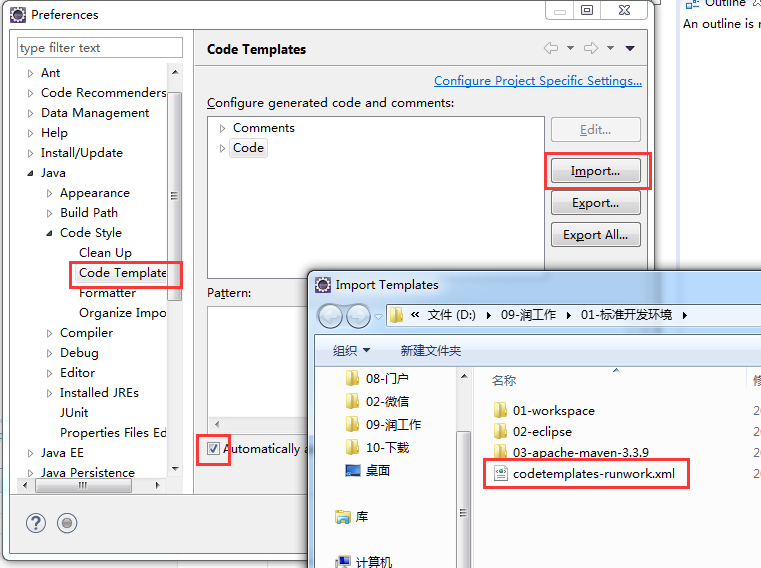 Preferences
Outline
An outline is
type filter text
Ant
Code Recommenders
Data Management
Help
Install/Update
Java
Appearance
Build Path
Code Style
Clean Up
Code Template
Formatter
Organize Impo
Compiler
Debug
Editor
Installed JREs
JUnit
Properties Files Ed
Java EE
Java Persistence
Code Templates
Configure Project Specific Settings...
Configure generated code and comments:
Comments
Code
Edit...
Import...
Export...
Export All...
Pattern:
Automatically
Import Templates
« 文件 (D:) 09-润工作 01-标准开发环境
组织 新建文件夹
08-门户
02-微信
09-润工作
10-下载
桌面
库
计算机
名称
01-workspace
02-eclipse
03-apache-maven-3.3.9
codetemplates-runwork.xml